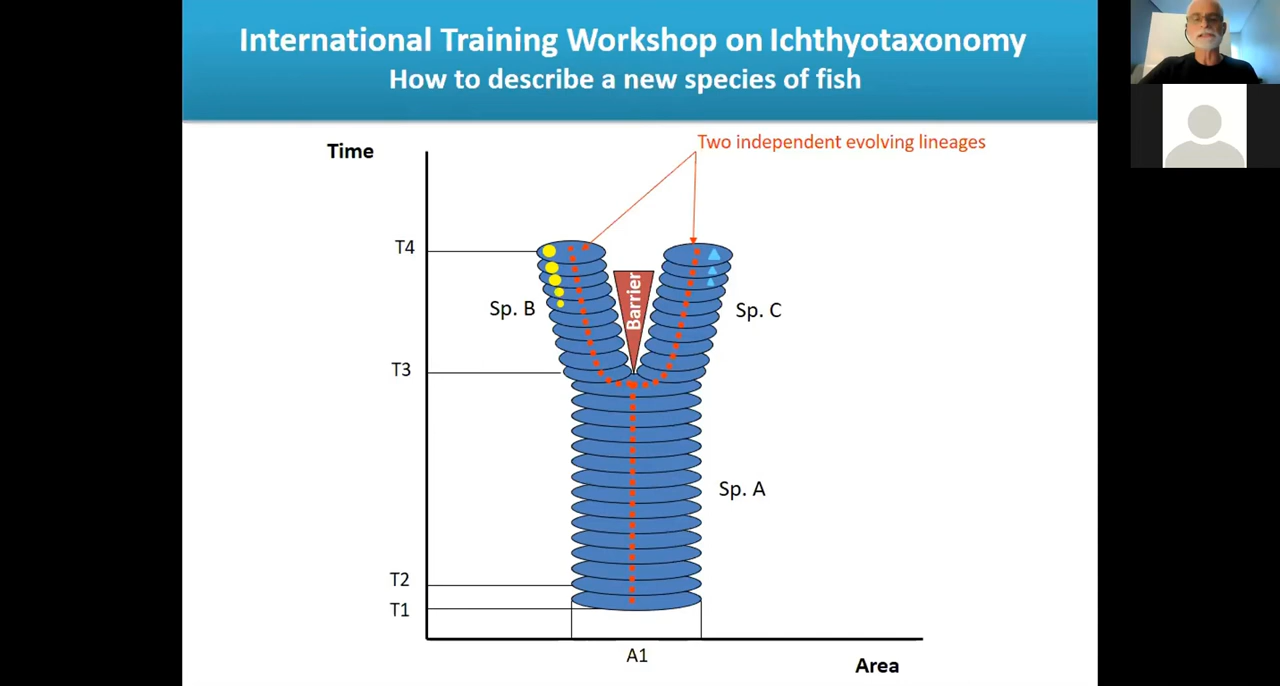 International Training Workshop on Ichthyotaxonomy
How to describe a new species of fish
Time
Two independent evolving lineages
T4
Barrier
Sp. B
Sp. C
T3
Sp. A
T2
T1
A1
Area